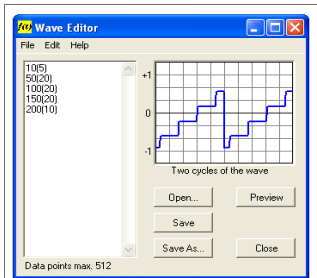 f(t) Wave Editor
File Edit Help
10(5)
50(20)
100(20)
150(20)
200(10)
+1
0
-1
Two cycles of the wave
Open... Preview
Save
Save As... Close
Data points max. 512